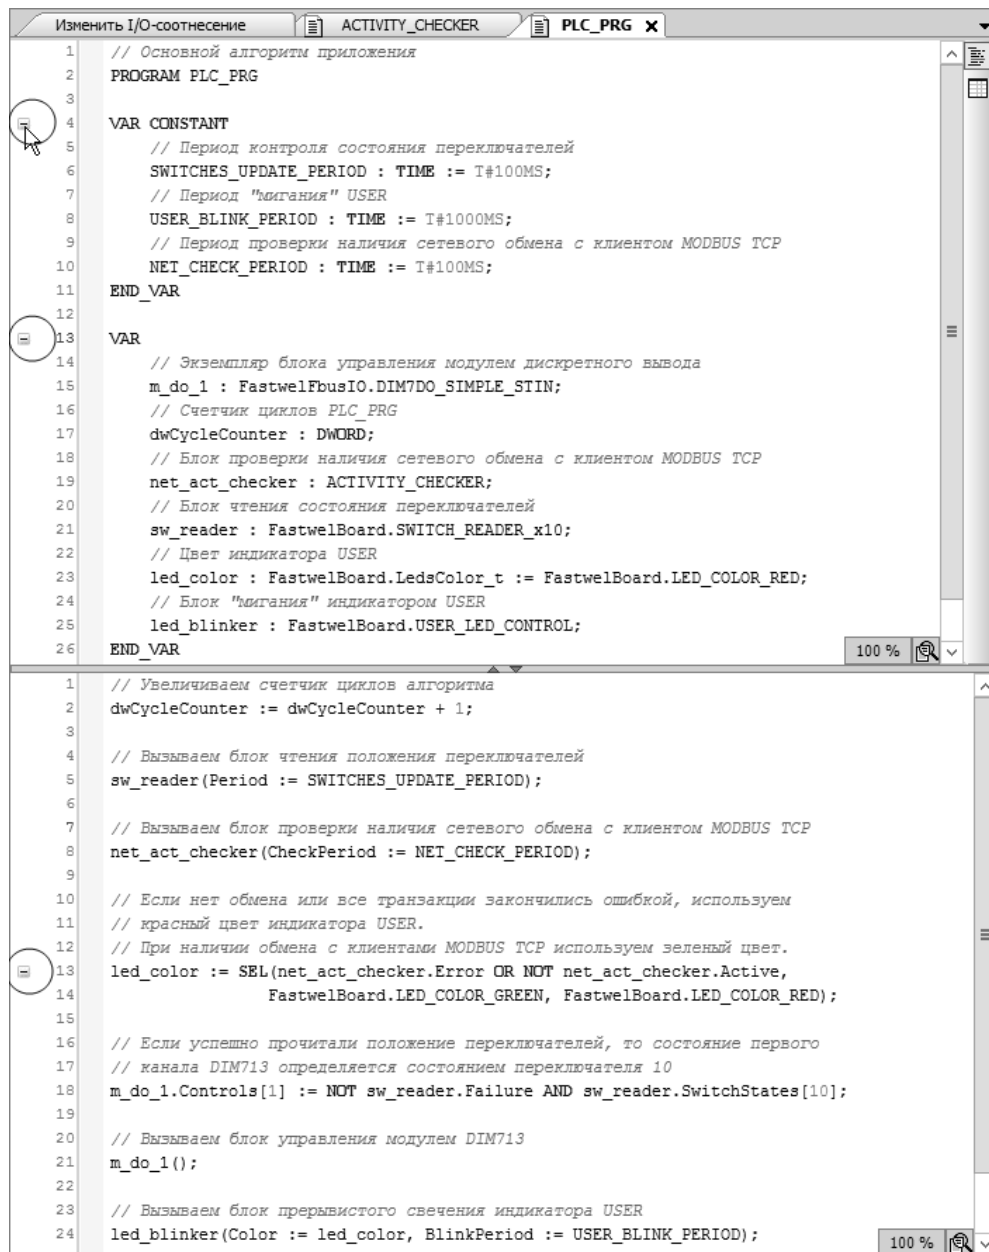 Изменить I/O-соотнесение ACTIVITY_CHECKER PLC_PRG X
1 // Основной алгоритм приложения
2 PROGRAM PLC_PRG
3
4 VAR CONSTANT
5 // Период контроля состояния переключателей
6 SWITCHES_UPDATE_PERIOD : TIME := T#100MS;
7 // Период "мигания" USER
8 USER_BLINK_PERIOD : TIME := T#1000MS;
9 // Период проверки наличия сетевого обмена с клиентом MODBUS TCP
10 NET_CHECK_PERIOD : TIME := T#100MS;
11 END_VAR
12
13 VAR
14 // Экземпляр блока управления модулем дискретного вывода
15 m_do_1 : FastwelFbusIO.DIM7DO_SIMPLE_STIN;
16 // Счетчик циклов PLC_PRG
17 dwCycleCounter : DWORD;
18 // Блок проверки наличия сетевого обмена с клиентом MODBUS TCP
19 net_act_checker : ACTIVITY_CHECKER;
20 // Блок чтения состояния переключателей
21 sw_reader : FastwelBoard.SWITCH_READER_x10;
22 // Цвет индикатора USER
23 led_color : FastwelBoard.LedsColor_t := FastwelBoard.LED_COLOR_RED;
24 // Блок "мигания" индикатором USER
25 led_blinker : FastwelBoard.USER_LED_CONTROL;
26 END_VAR
100 %
1 // Увеличиваем счетчик циклов алгоритма
2 dwCycleCounter := dwCycleCounter + 1;
3
4 // Вызываем блок чтения положения переключателей
5 sw_reader(Period := SWITCHES_UPDATE_PERIOD);
6
7 // Вызываем блок проверки наличия сетевого обмена с клиентом MODBUS TCP
8 net_act_checker(CheckPeriod := NET_CHECK_PERIOD);
9
10 // Если нет обмена или все транзакции закончились ошибкой, используем
11 // красный цвет индикатора USER.
12 // При наличии обмена с клиентами MODBUS TCP используем зеленый цвет.
13 led_color := SEL(net_act_checker.Error OR NOT net_act_checker.Active,
14 FastwelBoard.LED_COLOR_GREEN, FastwelBoard.LED_COLOR_RED);
15
16 // Если успешно прочитали положение переключателей, то состояние первого
17 // канала DIM713 определяется состоянием переключателя 10
18 m_do_1.Controls[1] := NOT sw_reader.Failure AND sw_reader.SwitchStates[10];
19
20 // Вызываем блок управления модулем DIM713
21 m_do_1();
22
23 // Вызываем блок прерывистого свечения индикатора USER
24 led_blinker(Color := led_color, BlinkPeriod := USER_BLINK_PERIOD);
100 %